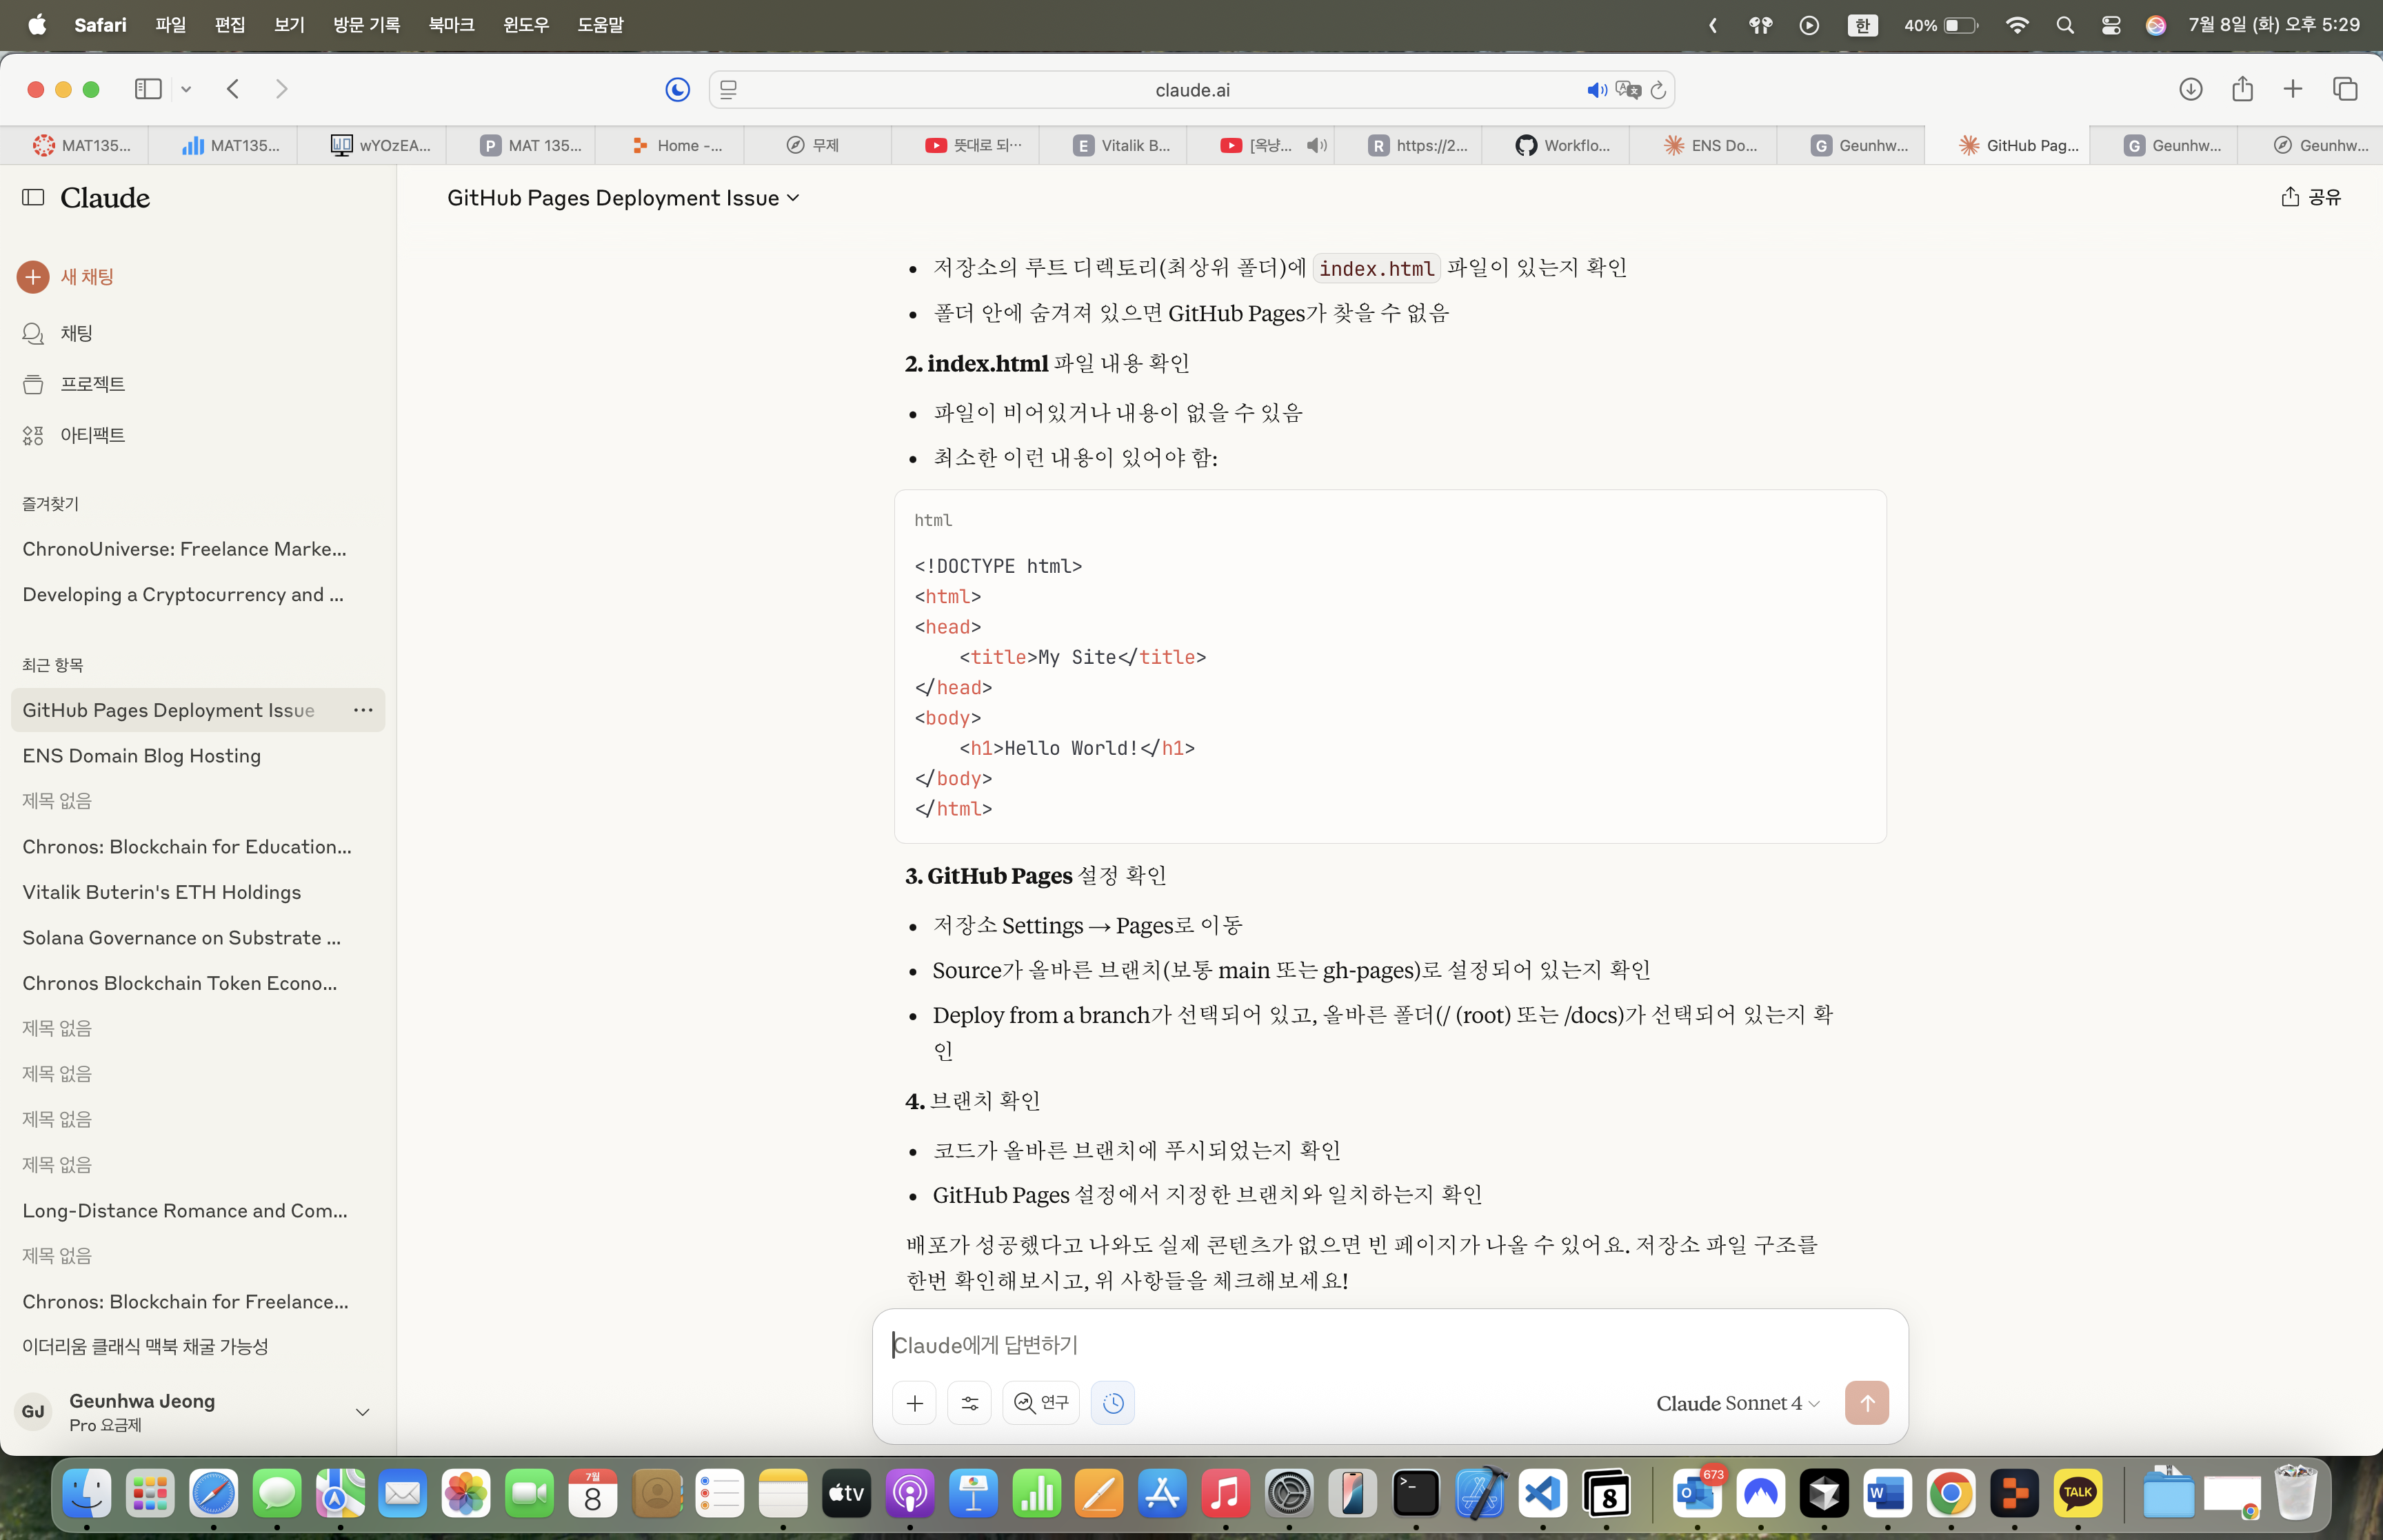 Safari 파일 편집 보기 방문 기록 북마크 윈도우 도움말 한 40% 7월 8일 (화) 오후 5:29
claude.ai
MAT135... MAT135... wYOzEA... P MAT 135... Home -... 무제 뜻대로 되... E Vitalik B... [옥냥... R https://2... Workflo... ENS Do... G Geunhw... GitHub Pag... G Geunhw... Geunhw...
Claude
새 채팅
채팅
프로젝트
아티팩트
즐겨찾기
ChronoUniverse: Freelance Marke...
Developing a Cryptocurrency and ...
최근 항목
GitHub Pages Deployment Issue
ENS Domain Blog Hosting
제목 없음
Chronos: Blockchain for Education...
Vitalik Buterin's ETH Holdings
Solana Governance on Substrate ...
Chronos Blockchain Token Econo...
제목 없음
제목 없음
제목 없음
제목 없음
Long-Distance Romance and Com...
제목 없음
Chronos: Blockchain for Freelance...
이더리움 클래식 맥북 채굴 가능성
GJ
Geunhwa Jeong
Pro 요금제
GitHub Pages Deployment Issue
공유
• 저장소의 루트 디렉토리(최상위 폴더)에 index.html 파일이 있는지 확인
• 폴더 안에 숨겨져 있으면 GitHub Pages가 찾을 수 없음
2. index.html 파일 내용 확인
• 파일이 비어있거나 내용이 없을 수 있음
• 최소한 이런 내용이 있어야 함:
html
<!DOCTYPE html>
<html>
<head>
    <title>My Site</title>
</head>
<body>
    <h1>Hello World!</h1>
</body>
</html>
3. GitHub Pages 설정 확인
• 저장소 Settings → Pages로 이동
• Source가 올바른 브랜치(보통 main 또는 gh-pages)로 설정되어 있는지 확인
• Deploy from a branch가 선택되어 있고, 올바른 폴더(/ (root) 또는 /docs)가 선택되어 있는지 확
인
4. 브랜치 확인
• 코드가 올바른 브랜치에 푸시되었는지 확인
• GitHub Pages 설정에서 지정한 브랜치와 일치하는지 확인
배포가 성공했다고 나와도 실제 콘텐츠가 없으면 빈 페이지가 나올 수 있어요. 저장소 파일 구조를
한번 확인해보시고, 위 사항들을 체크해보세요!
Claude에게 답변하기
연구
Claude Sonnet 4
7월
8
tv
8
673
TALK